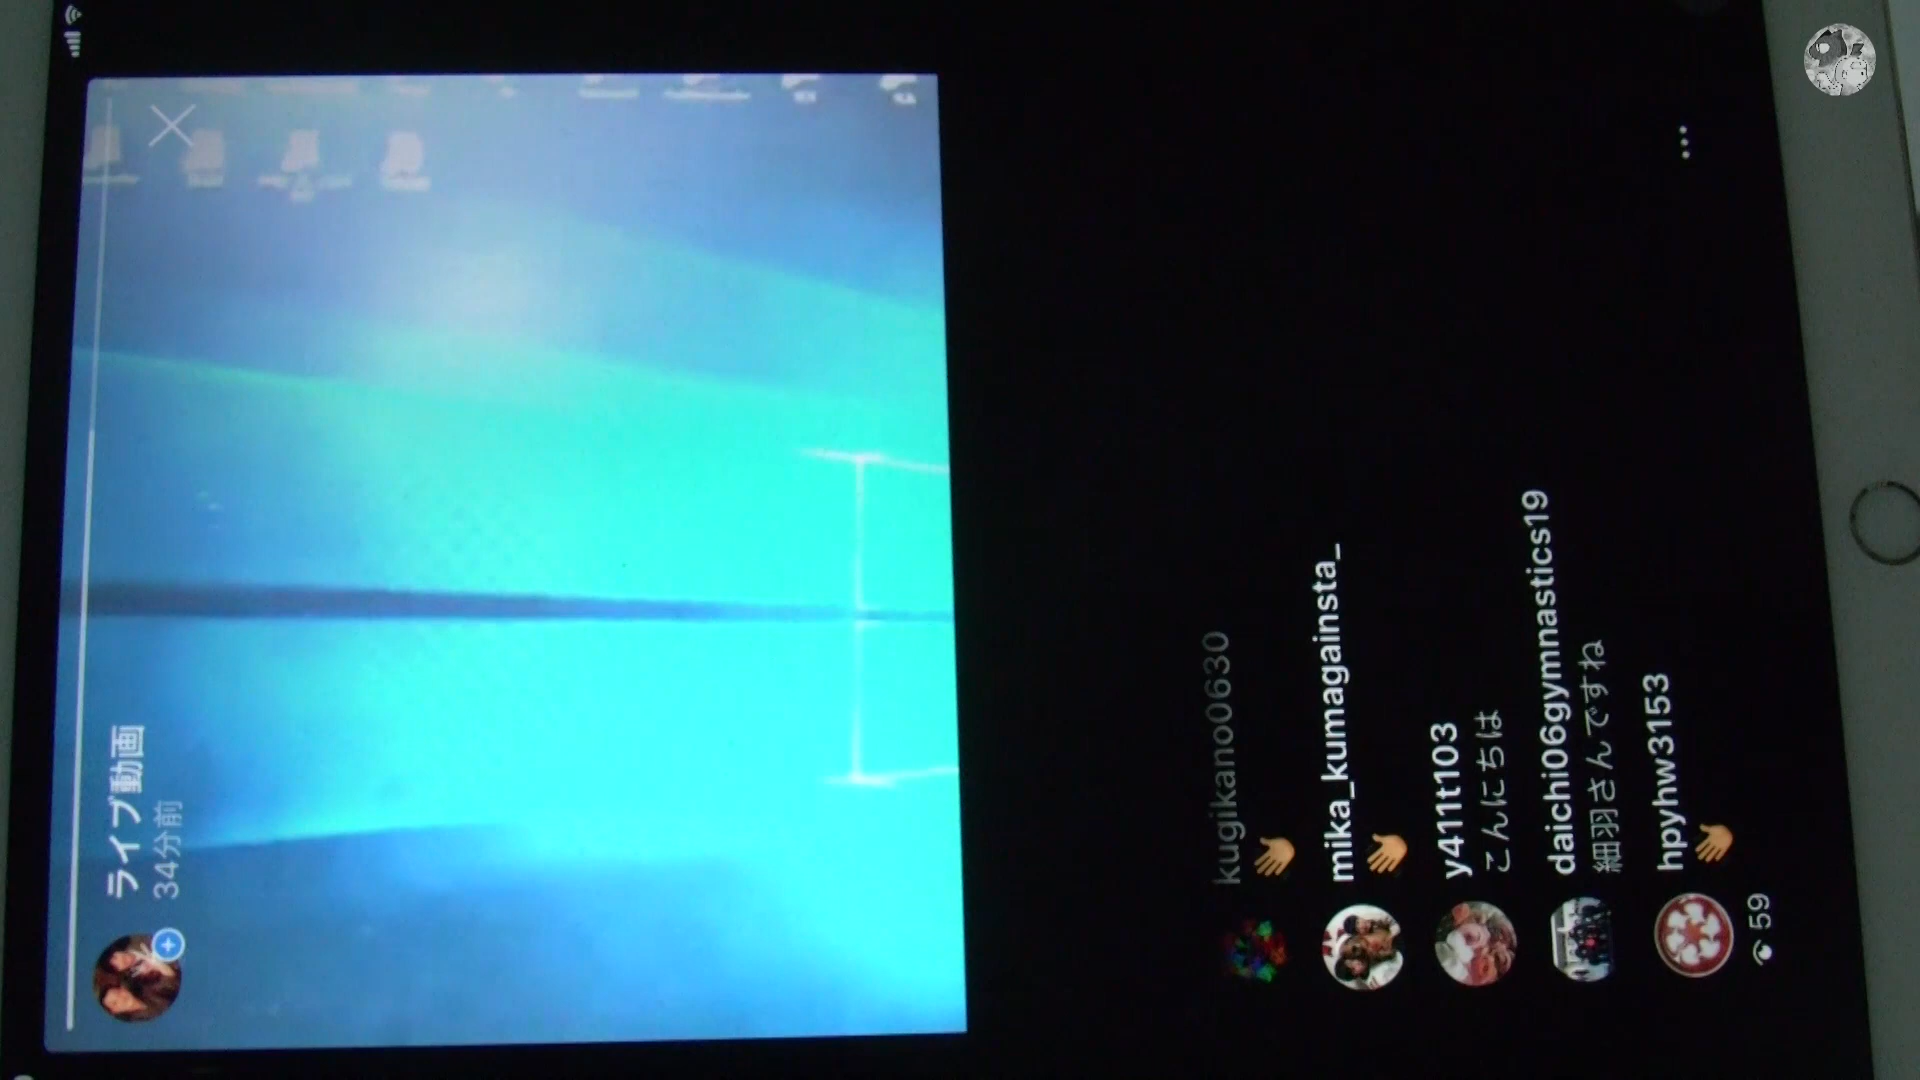 ライブ動画
34分前
kugikano0630
👋
mika_kumagainsta_
👋
y411t103
こんにちは
daichi06gymnastics19
細羽さんですね
hpyhw3153
👋
59